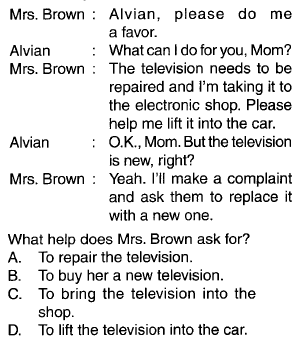 Mrs. Brown : Alvian, please do me
a favor.
Alvian : What can I do for you, Mom?
Mrs. Brown : The television needs to be
repaired and I'm taking it to
the electronic shop. Please
help me lift it into the car.
Alvian : O.K., Mom. But the television
is new, right?
Mrs. Brown : Yeah. I'll make a complaint
and ask them to replace it
with a new one.
What help does Mrs. Brown ask for?
A. To repair the television.
B. To buy her a new television.
C. To bring the television into the
shop.
D. To lift the television into the car.